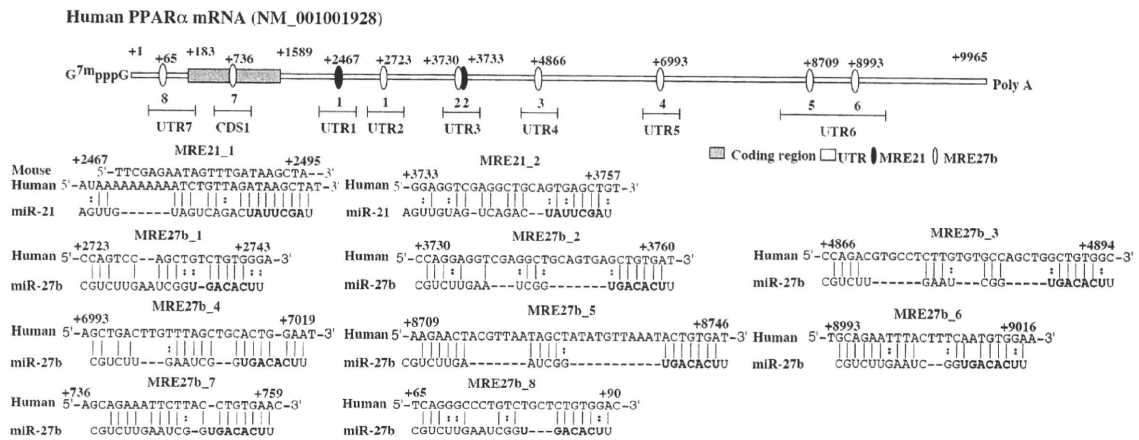 Human PPARα mRNA (NM_001001928)
+1 +65 +183 +736 +1589 +2467 +2723 +3730 +3733 +4866 +6993 +8709 +8993 +9965
G7mpppG Poly A
8 7 1 1 2 2 3 4 5 6
UTR7 CDS1 UTR1 UTR2 UTR3 UTR4 UTR5 UTR6
Coding region UTR MRE21 MRE27b
MRE21_1
+2467 +2495
Mouse 5'-TTCGAGAATAGTTTGATAAGCTA--3'
Human 5'-AUAAAAAAAAAAATCTGTTAGATAAGCTAT-3'
miR-21 AGUUG------UAGUCAGACUAUUCGAU
MRE21_2
+3733 +3757
Human 5'-GGAGGTCGAGGCTGCAGTGAGCTGT-3'
miR-21 AGUUGUAG-UCAGAC--UAUUCGAU
MRE27b_1
+2723 +2743
Human 5'-CCAGTCC--AGCTGTCTGTGGGA-3'
miR-27b CGUCUUGAAUCGGUU-GACACUU
MRE27b_2
+3730 +3760
Human 5'-CCAGGAGGTCGAGGCTGCAGTGAGCTGTGAT-3'
miR-27b CGUCUUGAA---UCGG------UGACACUU
MRE27b_3
+4866 +4894
Human 5'-CCAGACGTGCCTCTTGTGTGCCAGCTGGCTGTGGC-3'
miR-27b CGUCUU-------GAAU---CGG------UGACACUU
MRE27b_4
+6993 +7019
Human 5'-AGCTGACTTGTTTAGCTGCACTG-GAAT-3'
miR-27b CGUCUU---GAAUCG--GUGACACUU
MRE27b_5
+8709 +8746
Human 5'-AAGAACTACGTTAATAGCTATATGTTAAATACTGTGAT-3'
miR-27b CGUCUUGA--------AUCGG------------UGACACUU
MRE27b_6
+8993 +9016
Human 5'-TGCAGAATTTACTTTCAATGTGGAA-3'
miR-27b CGUCUUGAAUC--GGUGACACUU
MRE27b_7
+736 +759
Human 5'-AGCAGAAATTCTTAC-CTGTGAAC-3'
miR-27b CGUCUUGAAUCG-GUGACACUU
MRE27b_8
+65 +90
Human 5'-TCAGGGCCCTGTCTGCTCTGTGGAC-3'
miR-27b CGUCUUGAAUCGGU---GACACUU